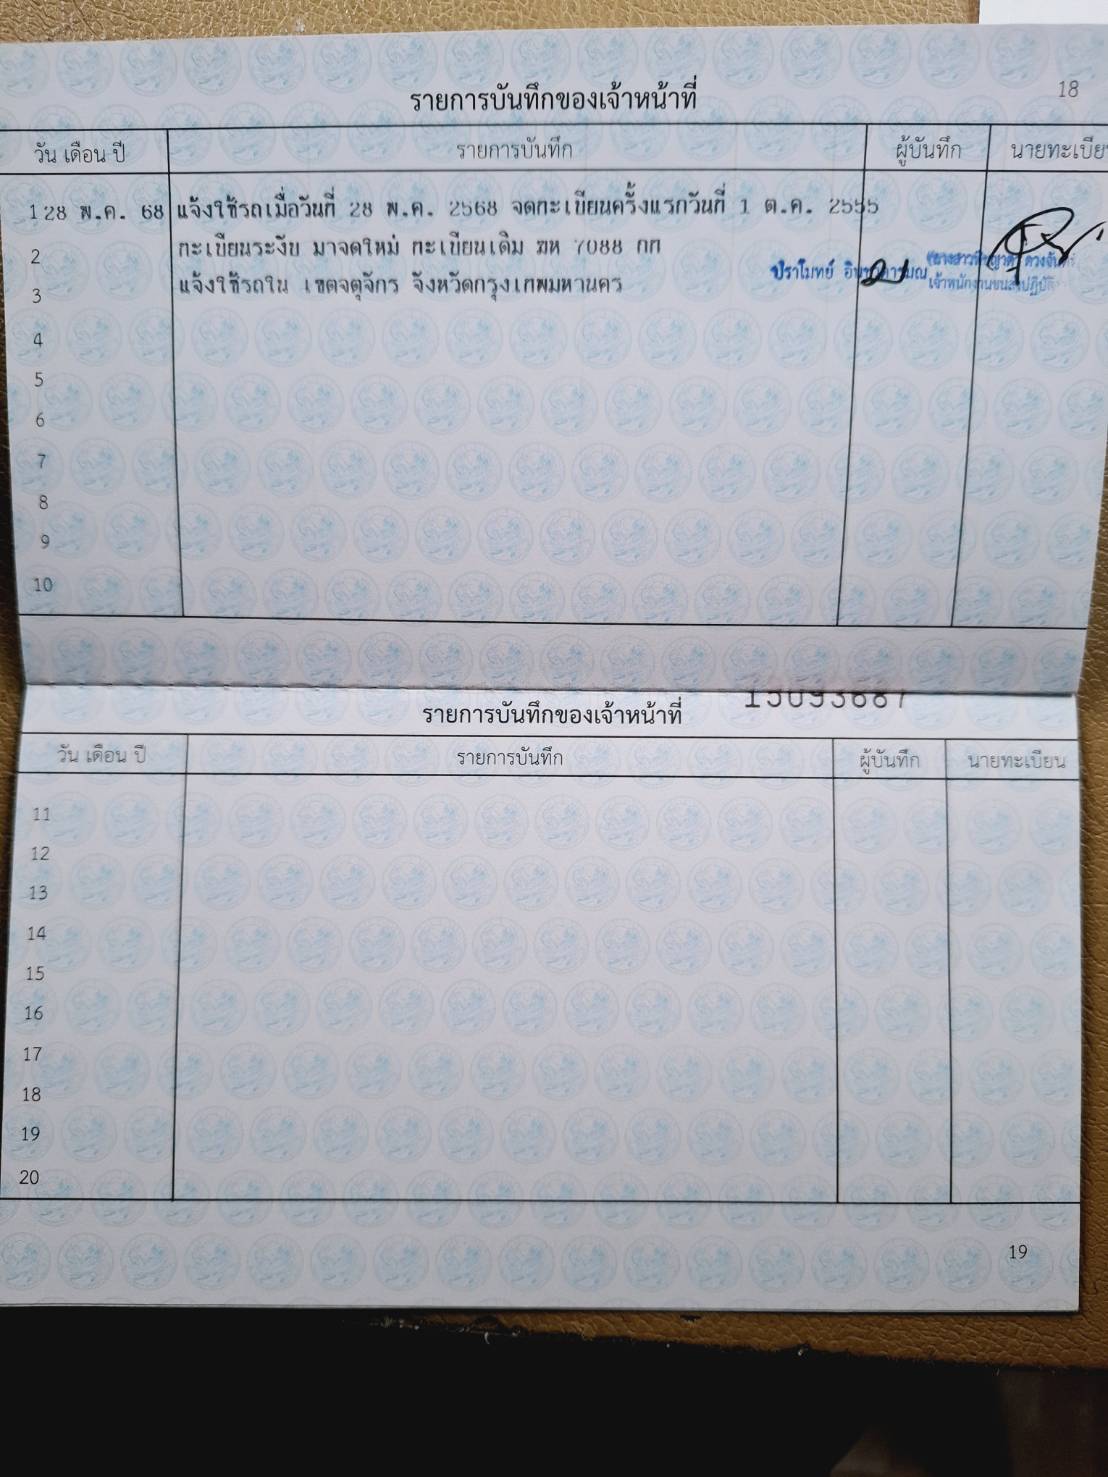 18
รายการบันทึกของเจ้าหน้าที่
วัน เดือน ปี รายการบันทึก ผู้บันทึก นายทะเบีย
1 28 พ.ค. 68 แจ้งใช้รถเมื่อวันที่ 28 พ.ค. 2568 จดทะเบียนครั้งแรกวันที่ 1 ต.ค. 2555
2 ทะเบียนระงับ มาจดใหม่ ทะเบียนเดิม ฆห 7088 กท
3 แจ้งใช้รถใน เขตจตุจักร จังหวัดกรุงเทพมหานคร
ปราโมทย์
4
5
6
7
8
9
10
15093687
รายการบันทึกของเจ้าหน้าที่
วัน เดือน ปี รายการบันทึก ผู้บันทึก นายทะเบียน
11
12
13
14
15
16
17
18
19
20
19